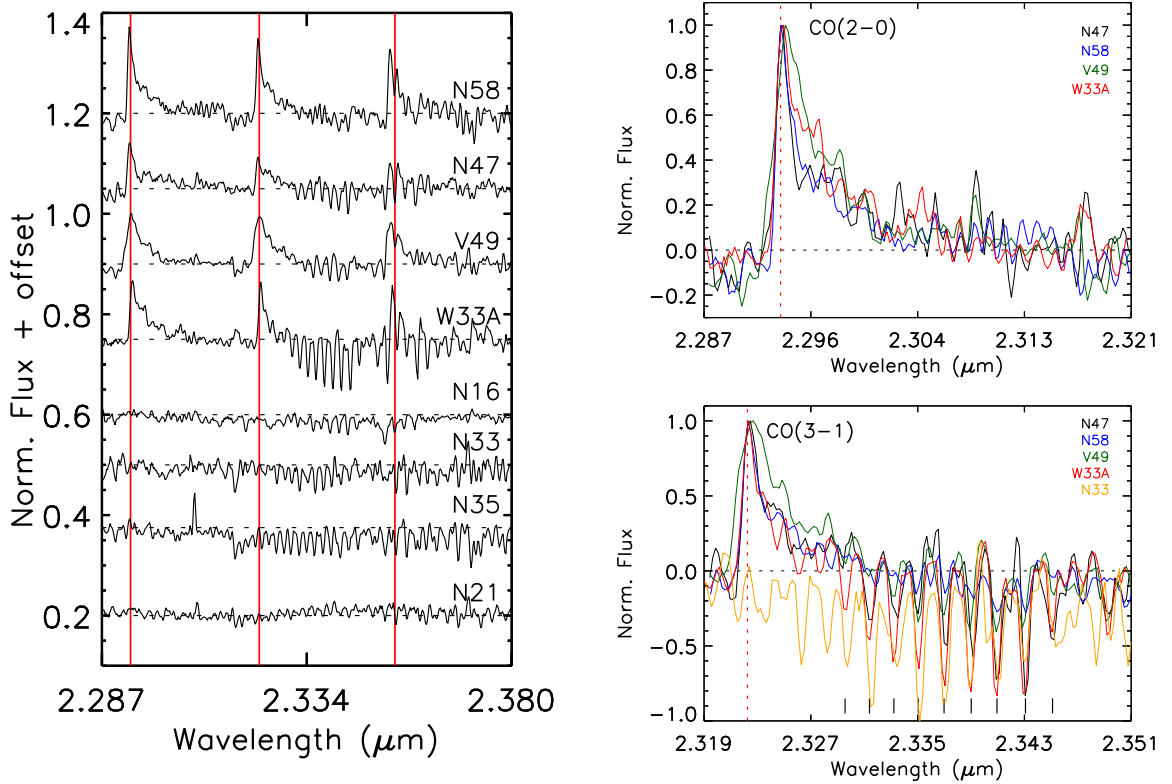 1.4
1.2
1.0
0.8
0.6
0.4
0.2
Norm. Flux + offset
N58
N47
V49
W33A
N16
N33
N35
N21
2.287
2.334
2.380
Wavelength (μm)
CO(2−0)
N47
N58
V49
W33A
1.0
0.8
0.6
0.4
0.2
0.0
−0.2
Norm. Flux
2.287
2.296
2.304
2.313
2.321
Wavelength (μm)
CO(3−1)
N47
N58
V49
W33A
N33
1.0
0.5
0.0
−0.5
−1.0
Norm. Flux
2.319
2.327
2.335
2.343
2.351
Wavelength (μm)